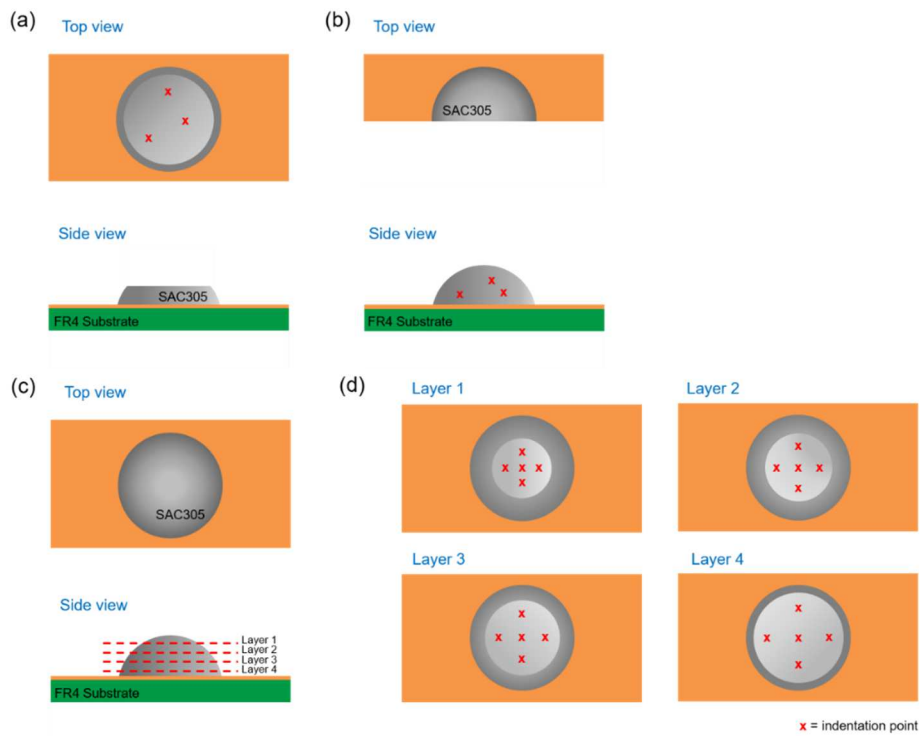 (a)
Top view
Side view
SAC305
FR4 Substrate
(b)
Top view
SAC305
Side view
FR4 Substrate
(c)
Top view
SAC305
Side view
Layer 1
Layer 2
Layer 3
Layer 4
FR4 Substrate
(d)
Layer 1
x
x x x
x
Layer 2
x
x x x
x
Layer 3
x
x x x
x
Layer 4
x
x x x
x
x = indentation point